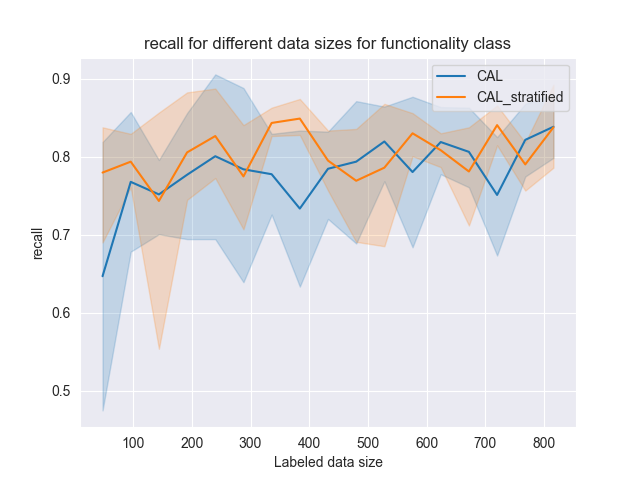 recall for different data sizes for functionality class
CAL
CAL_stratified
0.9
0.8
0.7
0.6
0.5
recall
100 200 300 400 500 600 700 800
Labeled data size